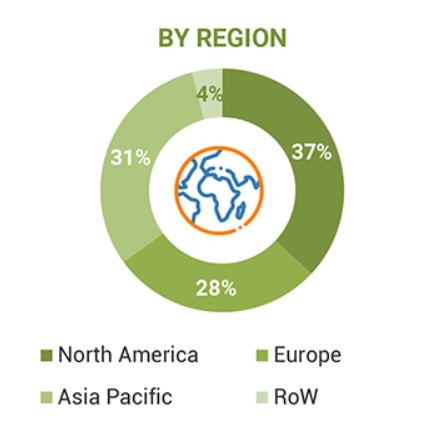 BY REGION
4%
37%
31%
28%
North America
Europe
Asia Pacific
RoW